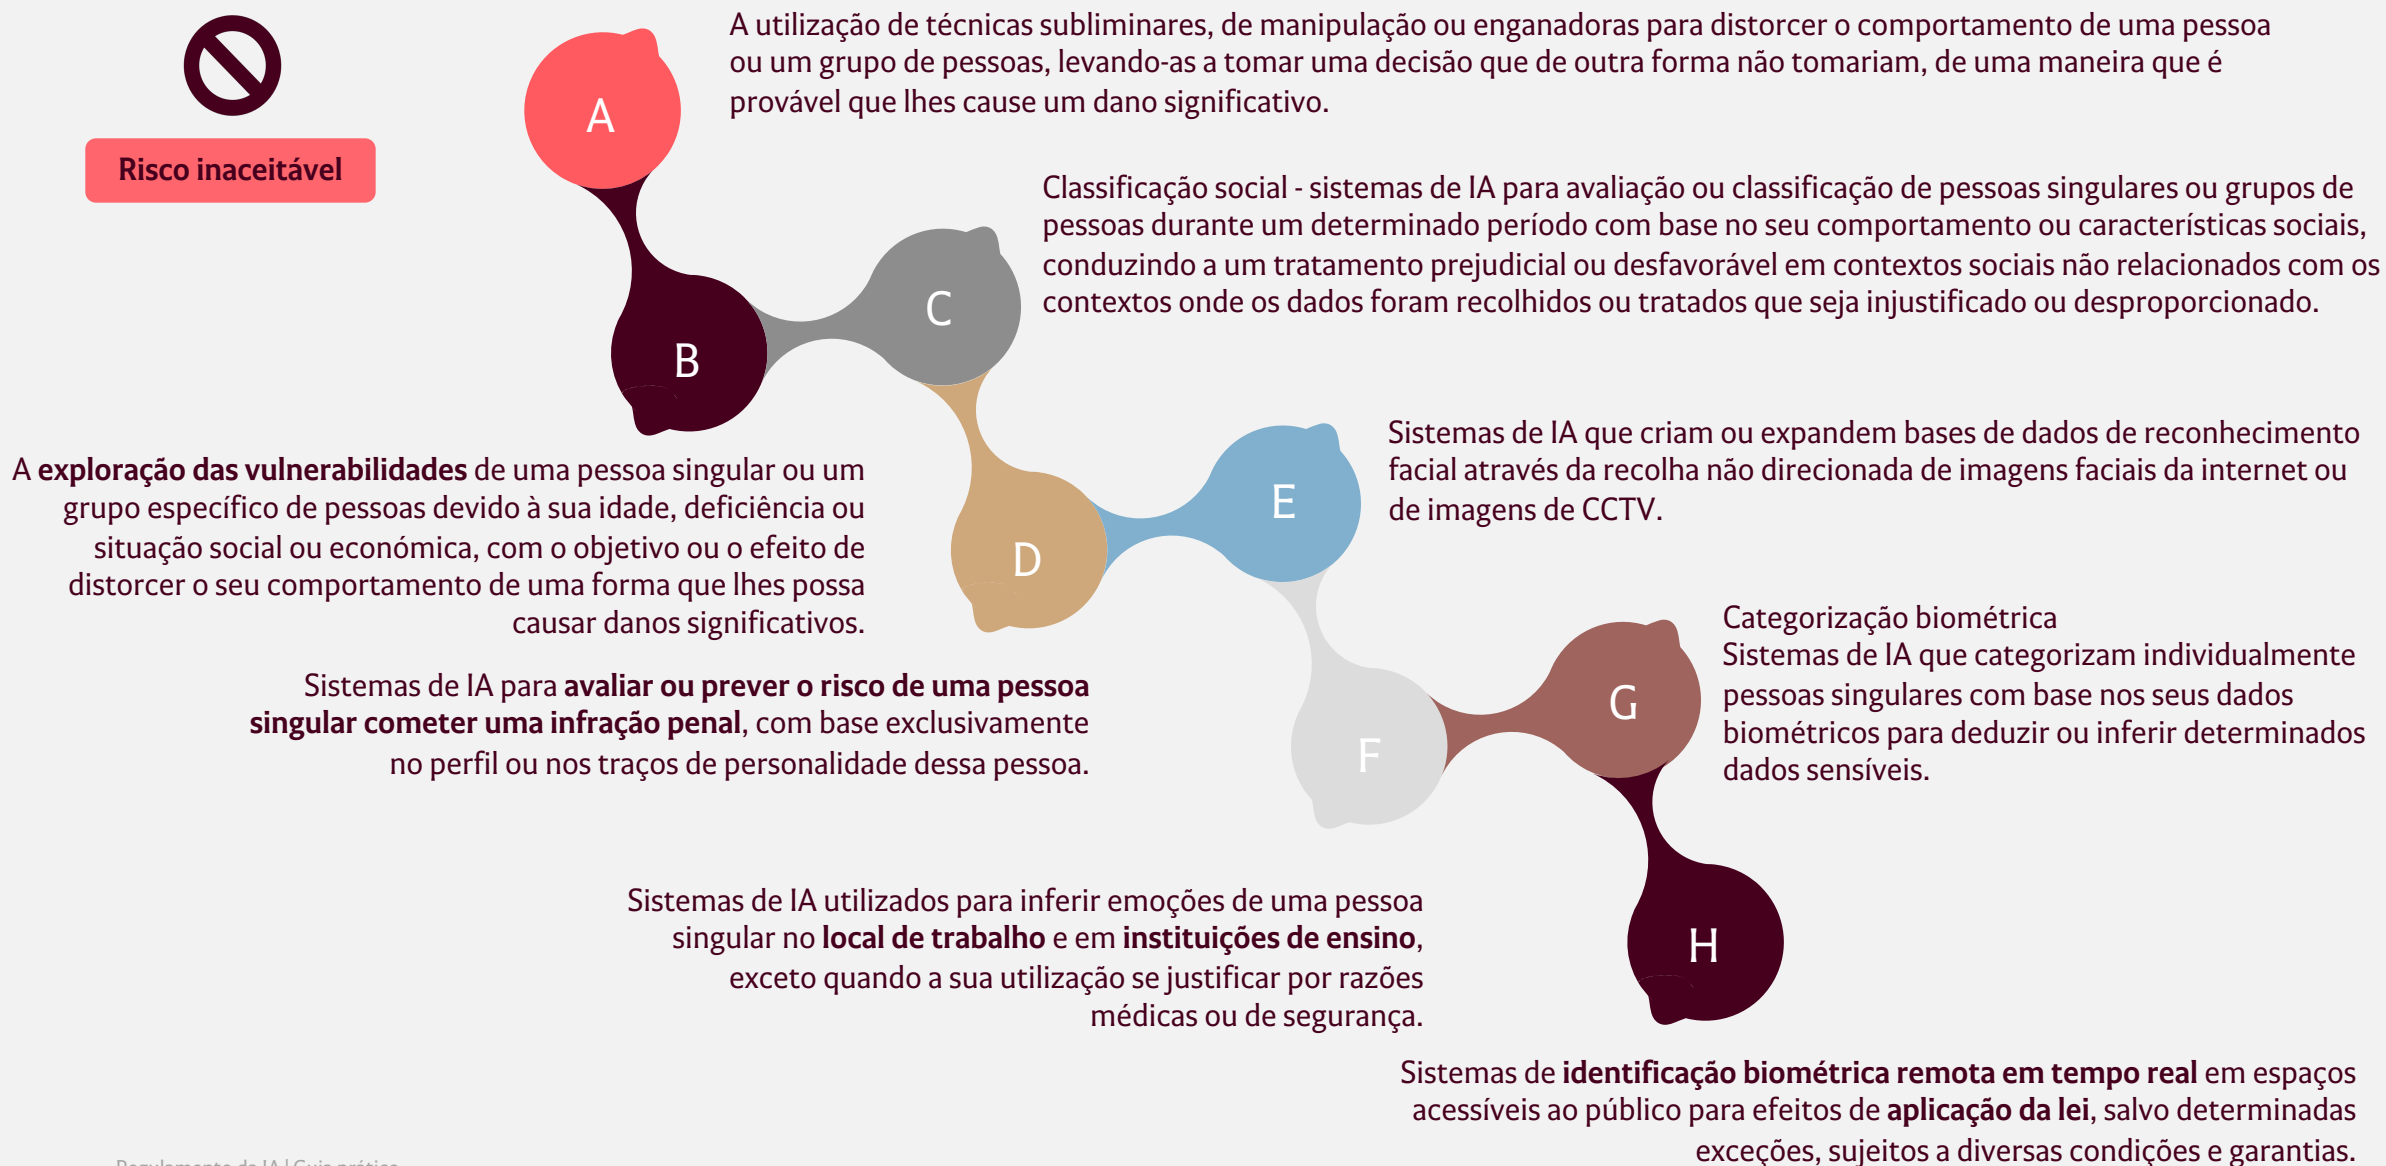 Risco inaceitável
A
A utilização de técnicas subliminares, de manipulação ou enganadoras para distorcer o comportamento de uma pessoa
ou um grupo de pessoas, levando-as a tomar uma decisão que de outra forma não tomariam, de uma maneira que é
provável que lhes cause um dano significativo.
B
A exploração das vulnerabilidades de uma pessoa singular ou um
grupo específico de pessoas devido à sua idade, deficiência ou
situação social ou económica, com o objetivo ou o efeito de
distorcer o seu comportamento de uma forma que lhes possa
causar danos significativos.
C
Classificação social - sistemas de IA para avaliação ou classificação de pessoas singulares ou grupos de
pessoas durante um determinado período com base no seu comportamento ou características sociais,
conduzindo a um tratamento prejudicial ou desfavorável em contextos sociais não relacionados com os
contextos onde os dados foram recolhidos ou tratados que seja injustificado ou desproporcionado.
D
Sistemas de IA para avaliar ou prever o risco de uma pessoa
singular cometer uma infração penal, com base exclusivamente
no perfil ou nos traços de personalidade dessa pessoa.
E
Sistemas de IA que criam ou expandem bases de dados de reconhecimento
facial através da recolha não direcionada de imagens faciais da internet ou
de imagens de CCTV.
F
Sistemas de IA utilizados para inferir emoções de uma pessoa
singular no local de trabalho e em instituições de ensino,
exceto quando a sua utilização se justificar por razões
médicas ou de segurança.
G
Categorização biométrica
Sistemas de IA que categorizam individualmente
pessoas singulares com base nos seus dados
biométricos para deduzir ou inferir determinados
dados sensíveis.
H
Sistemas de identificação biométrica remota em tempo real em espaços
acessíveis ao público para efeitos de aplicação da lei, salvo determinadas
exceções, sujeitos a diversas condições e garantias.
Regulamento da IA | Guia prático